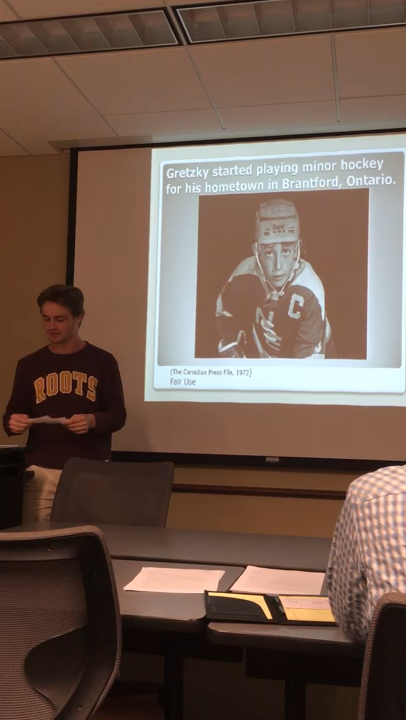 Gretzky started playing minor hockey
for his hometown in Brantford, Ontario.
C
(The Canadian Press File, 1972)
Fair Use
ROOTS